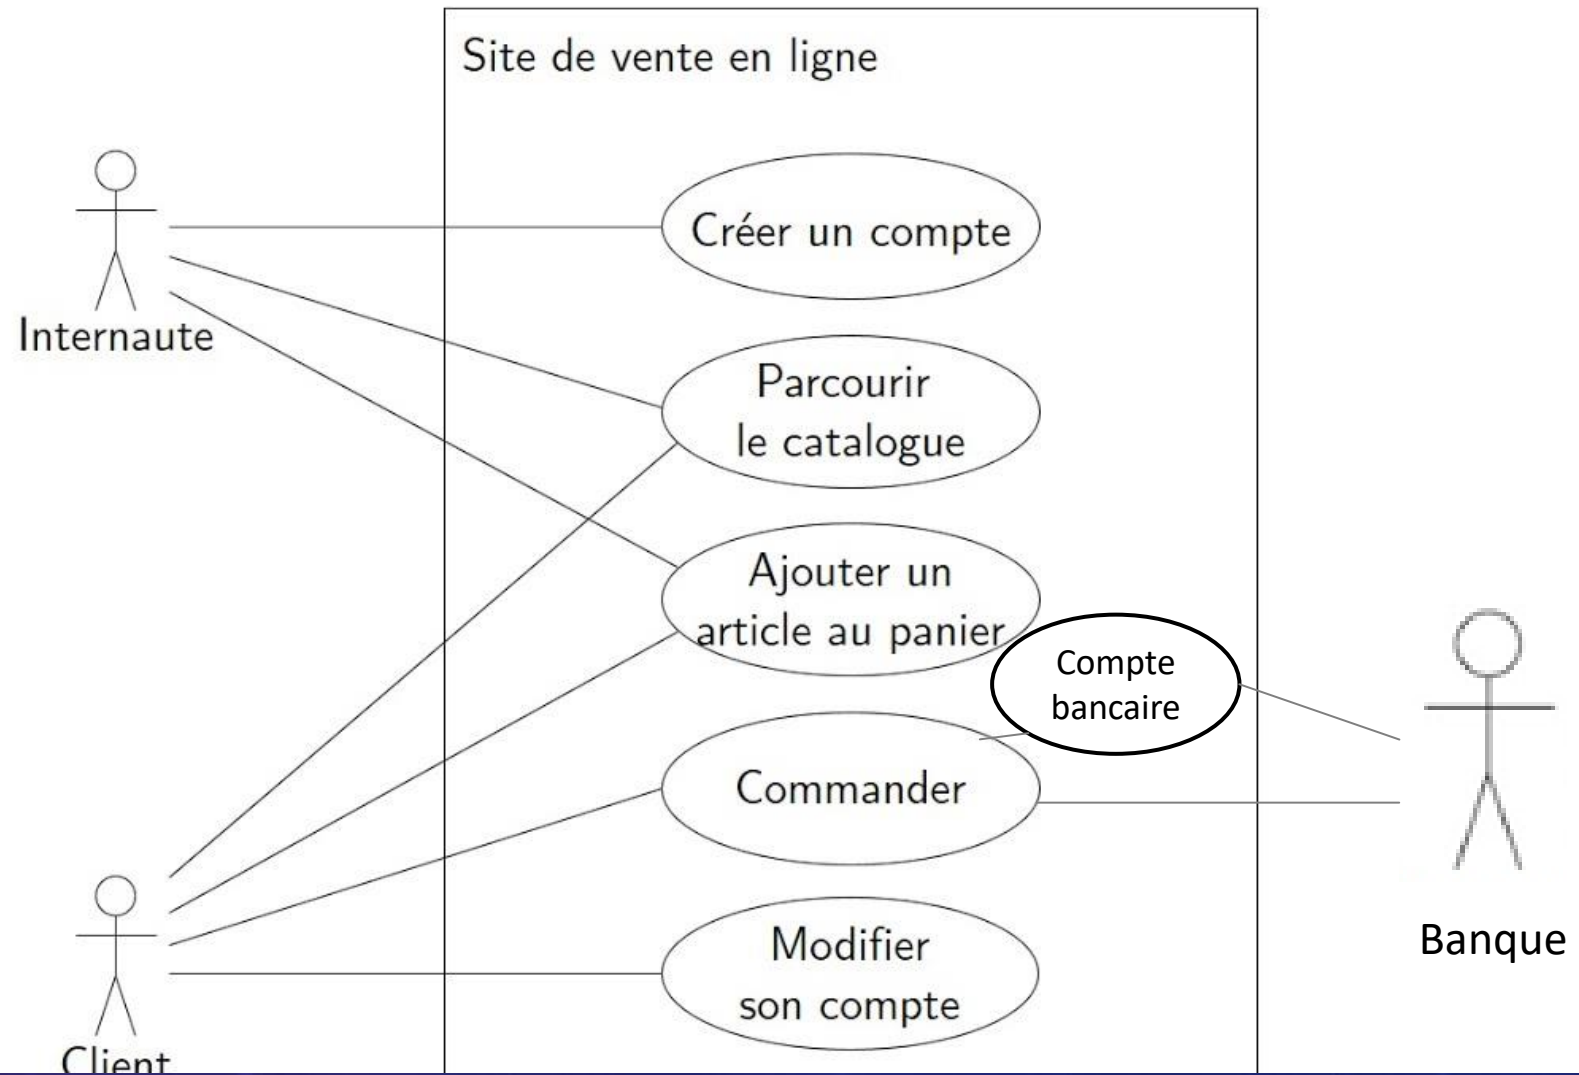 Site de vente en ligne
Créer un compte
Internaute
Parcourir
le catalogue
Ajouter un
article au panier
Compte
bancaire
Commander
Banque
Modifier
son compte
Client